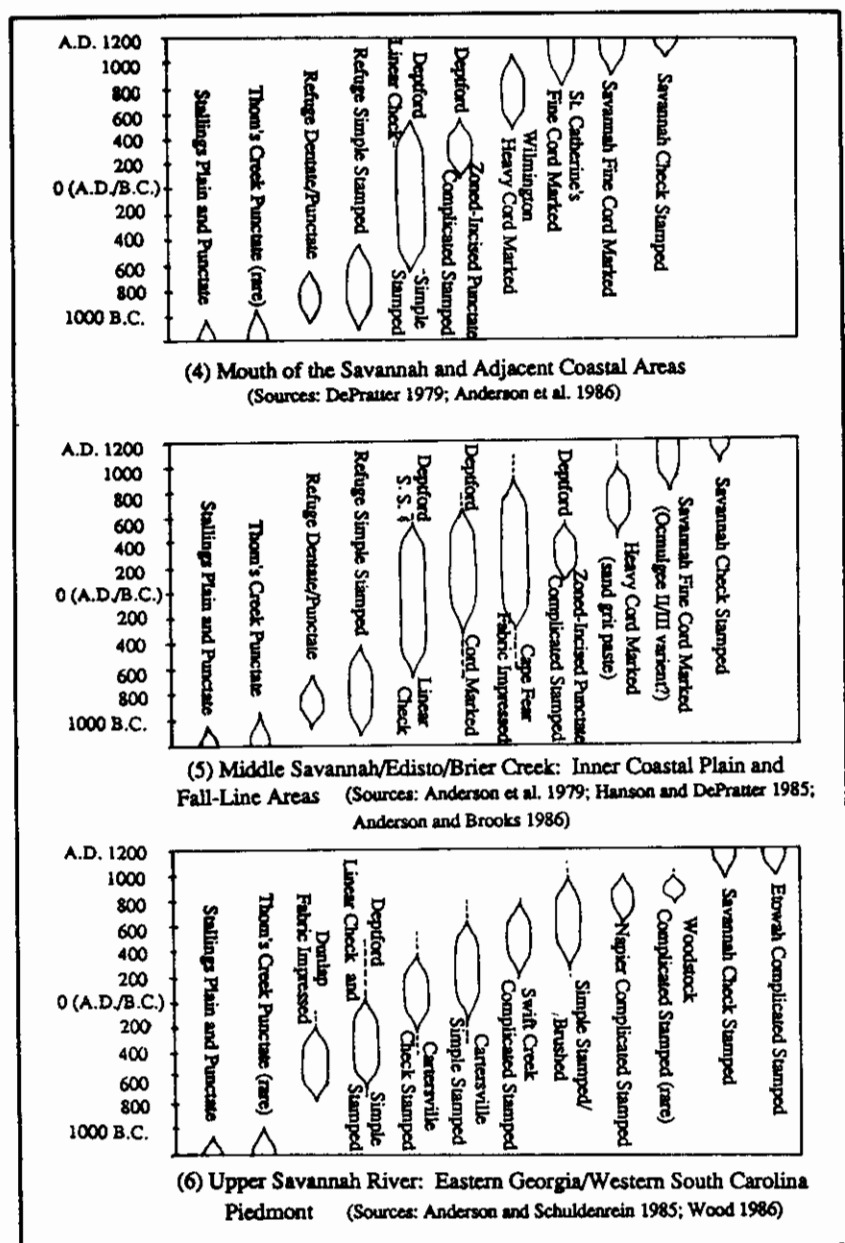 A.D. 1200
1000
800
600
400
200
0 (A.D./B.C.)
200
400
600
800
1000 B.C.
Stallings Plain and Punctate
Thom's Creek Punctate (rare)
Refuge Dentate/Punctate
Refuge Simple Stamped
Deptford
Linear Check
Simple
Stamped
Deptford
Zoned-Incised Punctate
Complicated Stamped
Wilmington
Heavy Cord Marked
St. Catherine's
Fine Cord Marked
Savannah Fine Cord Marked
Savannah Check Stamped
(4) Mouth of the Savannah and Adjacent Coastal Areas
(Sources: DePratter 1979; Anderson et al. 1986)
A.D. 1200
1000
800
600
400
200
0 (A.D./B.C.)
200
400
600
800
1000 B.C.
Stallings Plain and Punctate
Thom's Creek Punctate
Refuge Dentate/Punctate
Refuge Simple Stamped
Deptford
S.S. &
Linear
Check
Deptford
Cord Marked
Cape Fear
Fabric Impressed
Deptford
Zoned-Incised Punctate
Complicated Stamped
Heavy Cord Marked
(sand grit paste)
Savannah Fine Cord Marked
(Ocmulgee II/III varient?)
Savannah Check Stamped
(5) Middle Savannah/Edisto/Brier Creek: Inner Coastal Plain and
Fall-Line Areas (Sources: Anderson et al. 1979; Hanson and DePratter 1985;
Anderson and Brooks 1986)
A.D. 1200
1000
800
600
400
200
0 (A.D./B.C.)
200
400
600
800
1000 B.C.
Stallings Plain and Punctate
Thom's Creek Punctate (rare)
Dunlap
Fabric Impressed
Deptford
Linear Check and
Simple
Stamped
Cartersville
Check Stamped
Cartersville
Simple Stamped
Swift Creek
Complicated Stamped
Simple Stamped/
Brushed
Napier Complicated Stamped
Woodstock
Complicated Stamped (rare)
Savannah Check Stamped
Etowah Complicated Stamped
(6) Upper Savannah River: Eastern Georgia/Western South Carolina
Piedmont (Sources: Anderson and Schuldenrein 1985; Wood 1986)